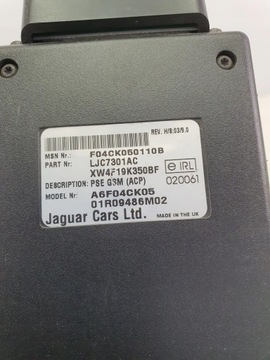 REV. H/8.03/9.0
MSN Nr.: F04CK050110B
PART Nr: LJC7301AC
XW4F19K350BF
e IRL
020061
DESCRIPTION: PSE GSM (ACP)
MODEL Nr: A6F04CK05
01R09486M02
Jaguar Cars Ltd. MADE IN THE UK